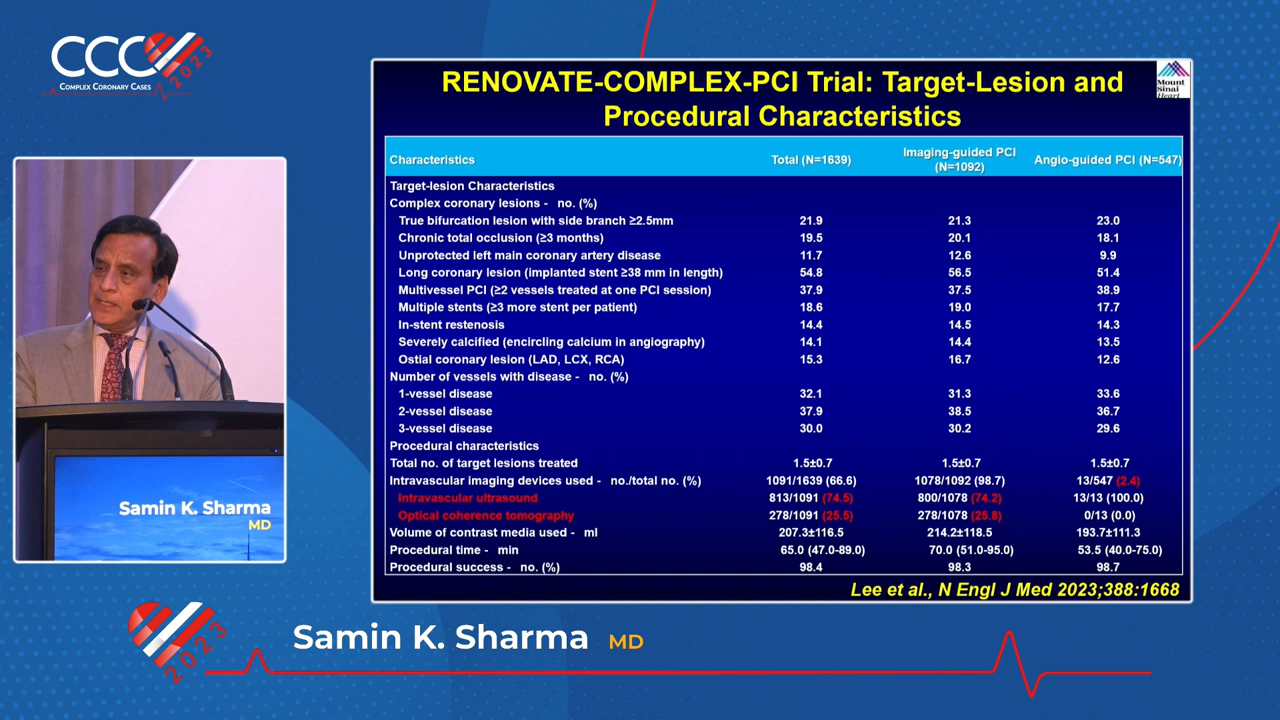 CCC
2023
COMPLEX CORONARY CASES
RENOVATE-COMPLEX-PCI Trial: Target-Lesion and
Procedural Characteristics
Mount
Sinai
Heart
Characteristics Total (N=1639) Imaging-guided PCI (N=1092) Angio-guided PCI (N=547)
Target-lesion Characteristics
Complex coronary lesions - no. (%)
True bifurcation lesion with side branch ≥2.5mm 21.9 21.3 23.0
Chronic total occlusion (≥3 months) 19.5 20.1 18.1
Unprotected left main coronary artery disease 11.7 12.6 9.9
Long coronary lesion (implanted stent ≥38 mm in length) 54.8 56.5 51.4
Multivessel PCI (≥2 vessels treated at one PCI session) 37.9 37.5 38.9
Multiple stents (≥3 more stent per patient) 18.6 19.0 17.7
In-stent restenosis 14.4 14.5 14.3
Severely calcified (encircling calcium in angiography) 14.1 14.4 13.5
Ostial coronary lesion (LAD, LCX, RCA) 15.3 16.7 12.6
Number of vessels with disease - no. (%)
1-vessel disease 32.1 31.3 33.6
2-vessel disease 37.9 38.5 36.7
3-vessel disease 30.0 30.2 29.6
Procedural characteristics
Total no. of target lesions treated 1.5±0.7 1.5±0.7 1.5±0.7
Intravascular imaging devices used - no./total no. (%) 1091/1639 (66.6) 1078/1092 (98.7) 13/547 (2.4)
Intravascular ultrasound 813/1091 (74.5) 800/1078 (74.2) 13/13 (100.0)
Optical coherence tomography 278/1091 (25.5) 278/1078 (25.8) 0/13 (0.0)
Volume of contrast media used - ml 207.3±116.5 214.2±118.5 193.7±111.3
Procedural time - min 65.0 (47.0-89.0) 70.0 (51.0-95.0) 53.5 (40.0-75.0)
Procedural success - no. (%) 98.4 98.3 98.7
Lee et al., N Engl J Med 2023;388:1668
Samin K. Sharma
MD
2023
Samin K. Sharma MD